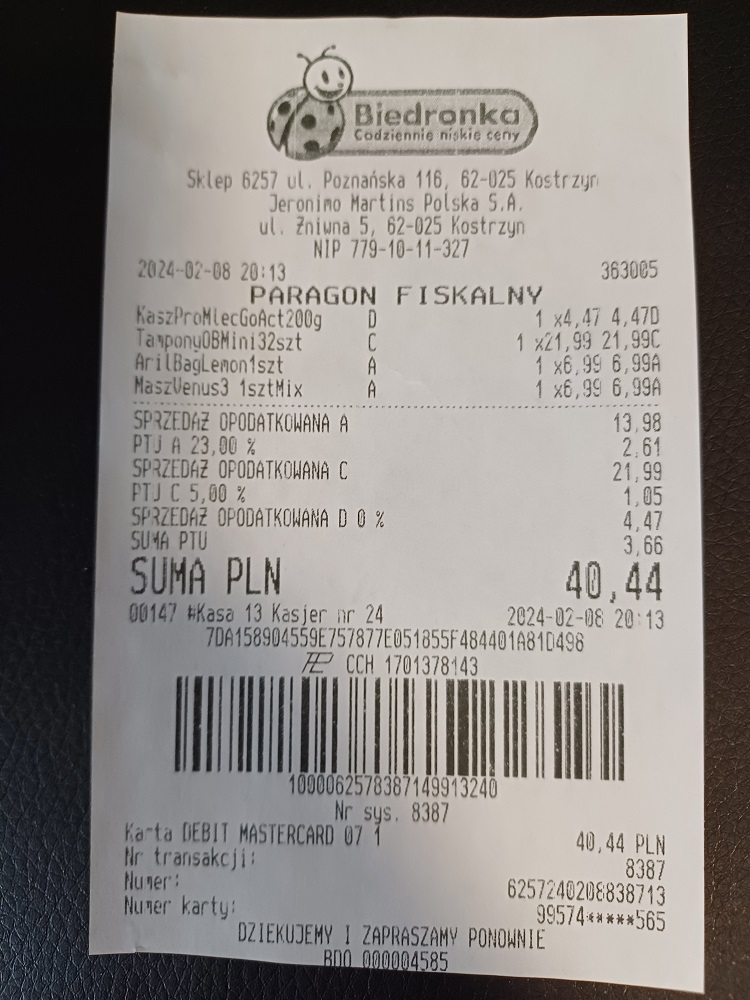 Biedronka
Codziennie niskie ceny
Sklep 6257 ul. Poznańska 116, 62-025 Kostrzyn
Jeronimo Martins Polska S.A.
ul. Żniwna 5, 62-025 Kostrzyn
NIP 779-10-11-327
2024-02-08 20:13 363005
PARAGON FISKALNY
KaszProMlecGoAct200g D 1 x4,47 4,47D
TamponyOBMini32szt C 1 x21,99 21,99C
ArilBagLemon1szt A 1 x6,99 6,99A
MaszVenus3 1sztMix A 1 x6,99 6,99A
SPRZEDAŻ OPODATKOWANA A 13,98
PTU A 23,00 % 2,61
SPRZEDAŻ OPODATKOWANA C 21,99
PTU C 5,00 % 1,05
SPRZEDAŻ OPODATKOWANA D 0 % 4,47
SUMA PTU 3,66
SUMA PLN 40,44
00147 #Kasa 13 Kasjer nr 24 2024-02-08 20:13
7DA158904559E757877E051855F484401A81D498
CCH 1701378143
1000062578387149913240
Nr sys. 8387
Karta DEBIT MASTERCARD 07 1 40,44 PLN
Nr transakcji: 8387
Numer: 6257240208838713
Numer karty: 99574*****565
DZIEKUJEMY I ZAPRASZAMY PONOWNIE
BDO 000004585